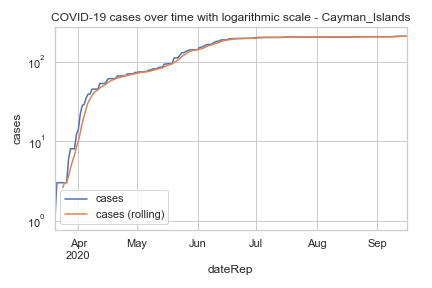 COVID-19 cases over time with logarithmic scale - Cayman_Islands
cases
10²
10¹
10⁰
cases
cases (rolling)
Apr May Jun Jul Aug Sep
2020
dateRep